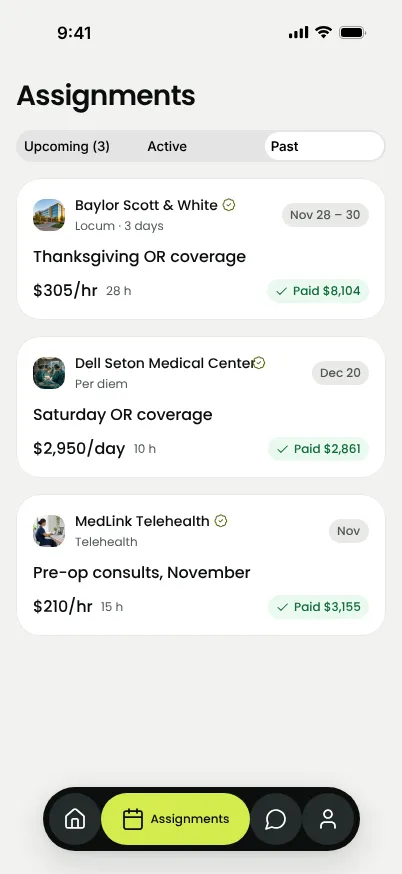 9:41
Assignments
Upcoming (3) Active Past
Baylor Scott & White
Locum · 3 days
Nov 28 – 30
Thanksgiving OR coverage
$305/hr 28 h
Paid $8,104
Dell Seton Medical Center
Per diem
Dec 20
Saturday OR coverage
$2,950/day 10 h
Paid $2,861
MedLink Telehealth
Telehealth
Nov
Pre-op consults, November
$210/hr 15 h
Paid $3,155
Assignments